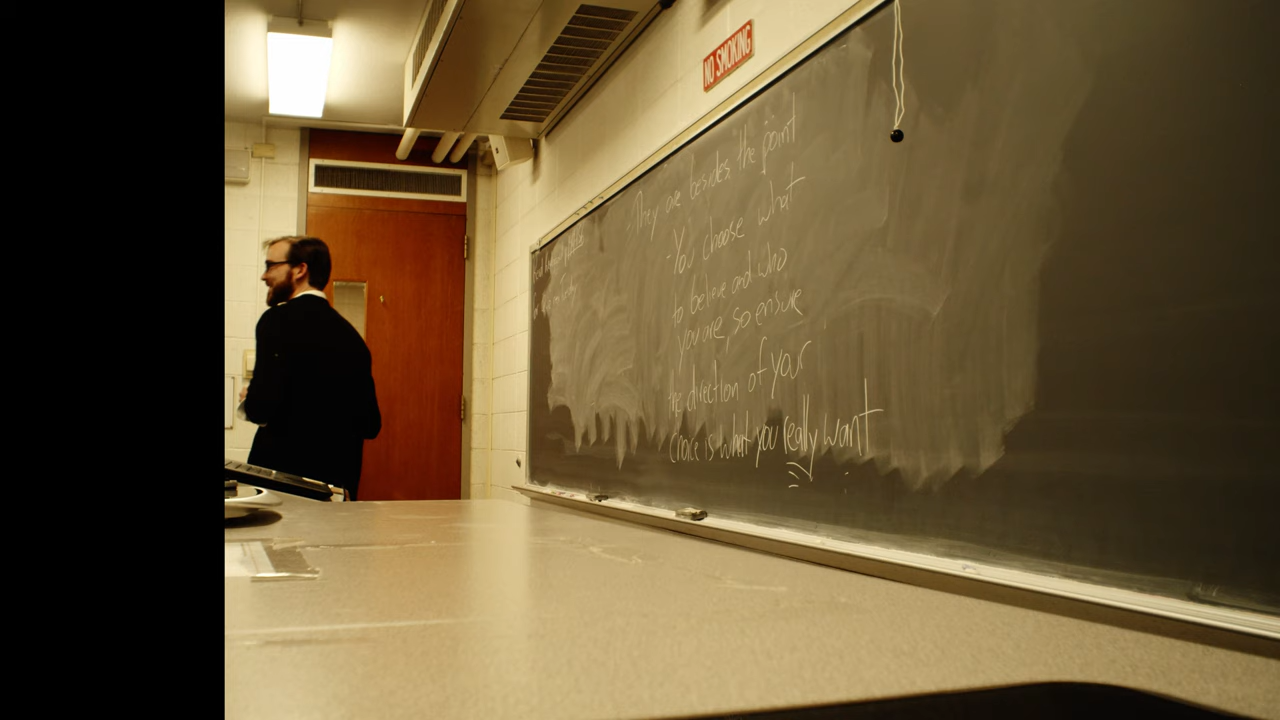 NO SMOKING
-They are besides the point
-You choose what
to believe and who
you are, so ensure
the direction of your
choice is what you really want